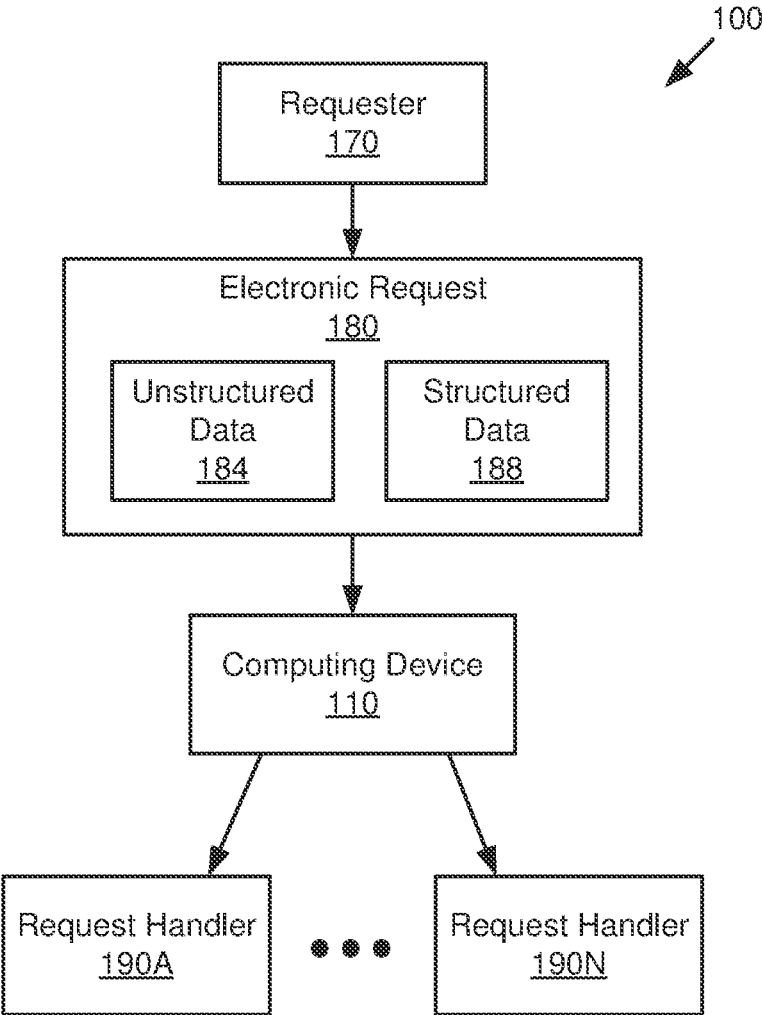 100
Requester
170
Electronic Request
180
Unstructured
Data
184
Structured
Data
188
Computing Device
110
Request Handler
190A
Request Handler
190N